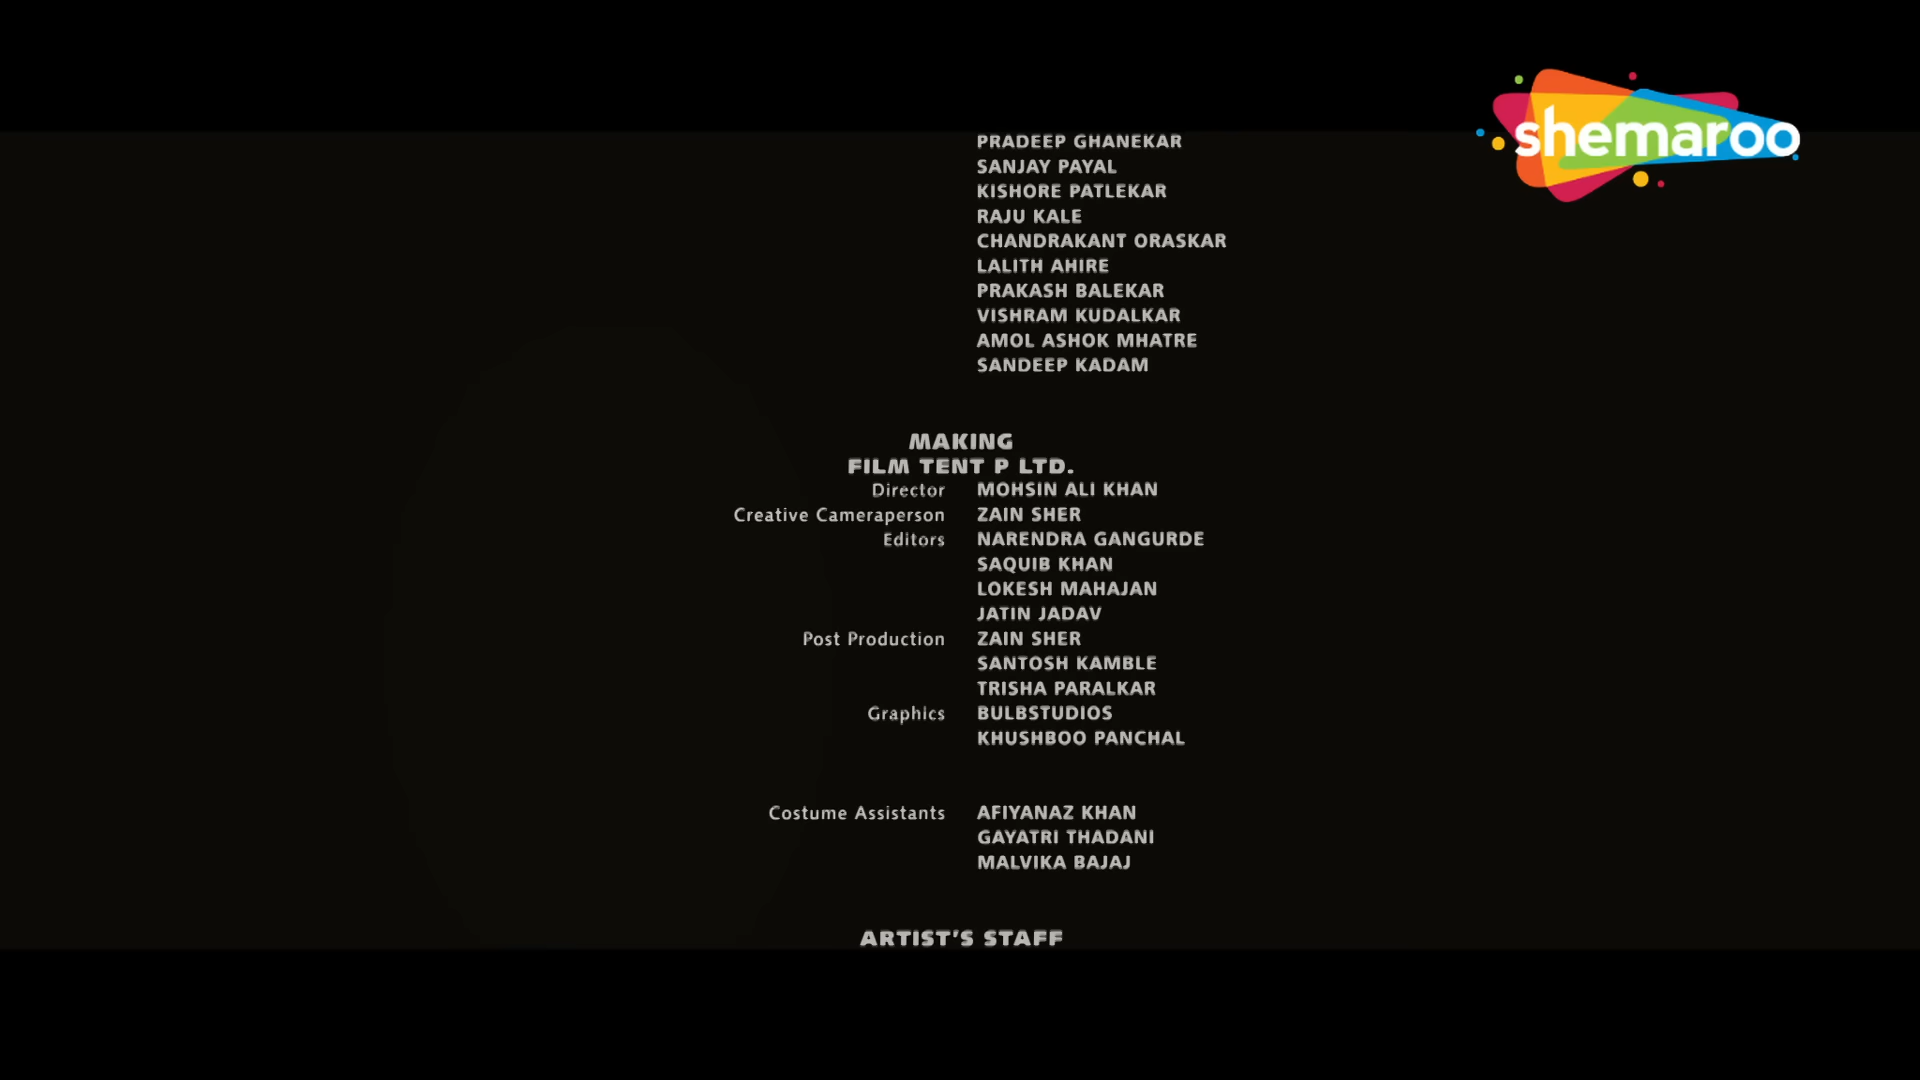 shemaroo
PRADEEP GHANEKAR
SANJAY PAYAL
KISHORE PATLEKAR
RAJU KALE
CHANDRAKANT ORASKAR
LALITH AHIRE
PRAKASH BALEKAR
VISHRAM KUDALKAR
AMOL ASHOK MHATRE
SANDEEP KADAM
MAKING
FILM TENT P LTD.
Director MOHSIN ALI KHAN
Creative Cameraperson ZAIN SHER
Editors NARENDRA GANGURDE
SAQUIB KHAN
LOKESH MAHAJAN
JATIN JADAV
Post Production ZAIN SHER
SANTOSH KAMBLE
TRISHA PARALKAR
Graphics BULBSTUDIOS
KHUSHBOO PANCHAL
Costume Assistants AFIYANAZ KHAN
GAYATRI THADANI
MALVIKA BAJAJ
ARTIST'S STAFF